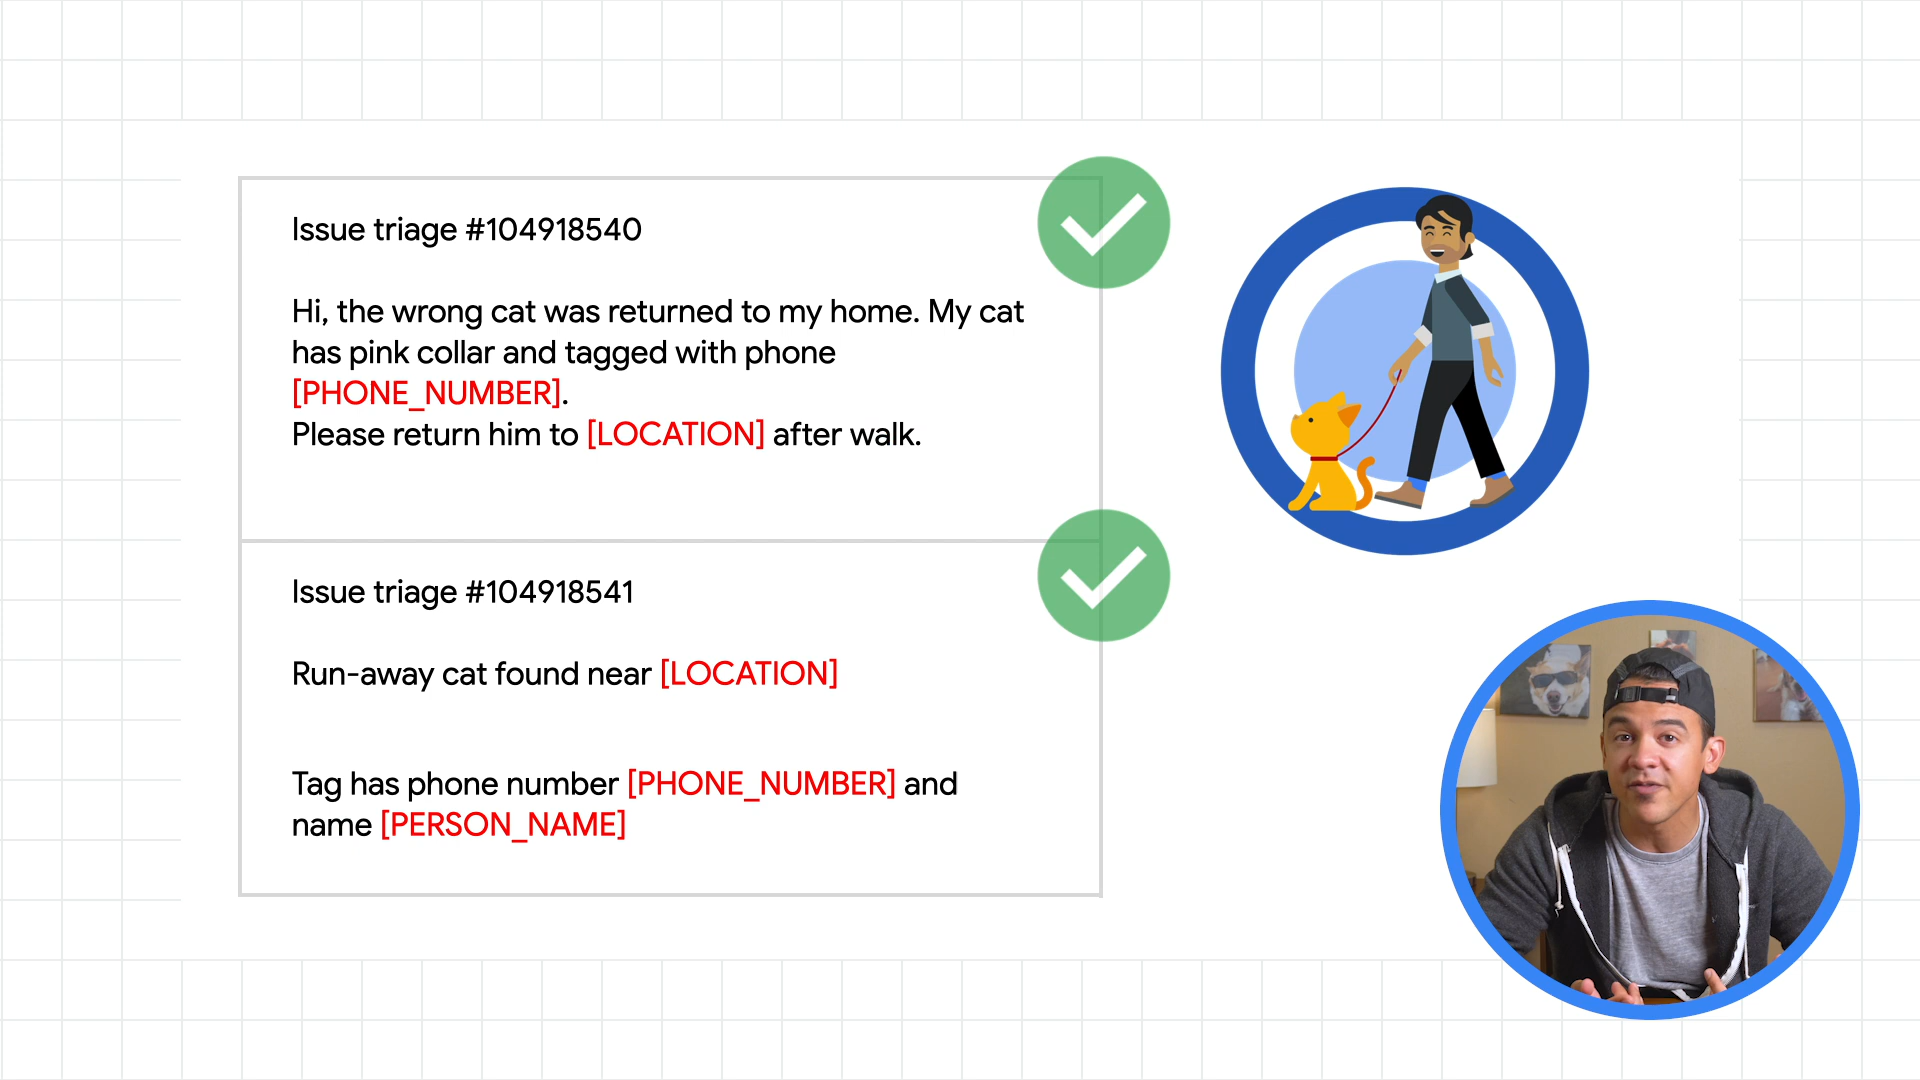 Issue triage #104918540
Hi, the wrong cat was returned to my home. My cat
has pink collar and tagged with phone
[PHONE_NUMBER].
Please return him to [LOCATION] after walk.
Issue triage #104918541
Run-away cat found near [LOCATION]
Tag has phone number [PHONE_NUMBER] and
name [PERSON_NAME]